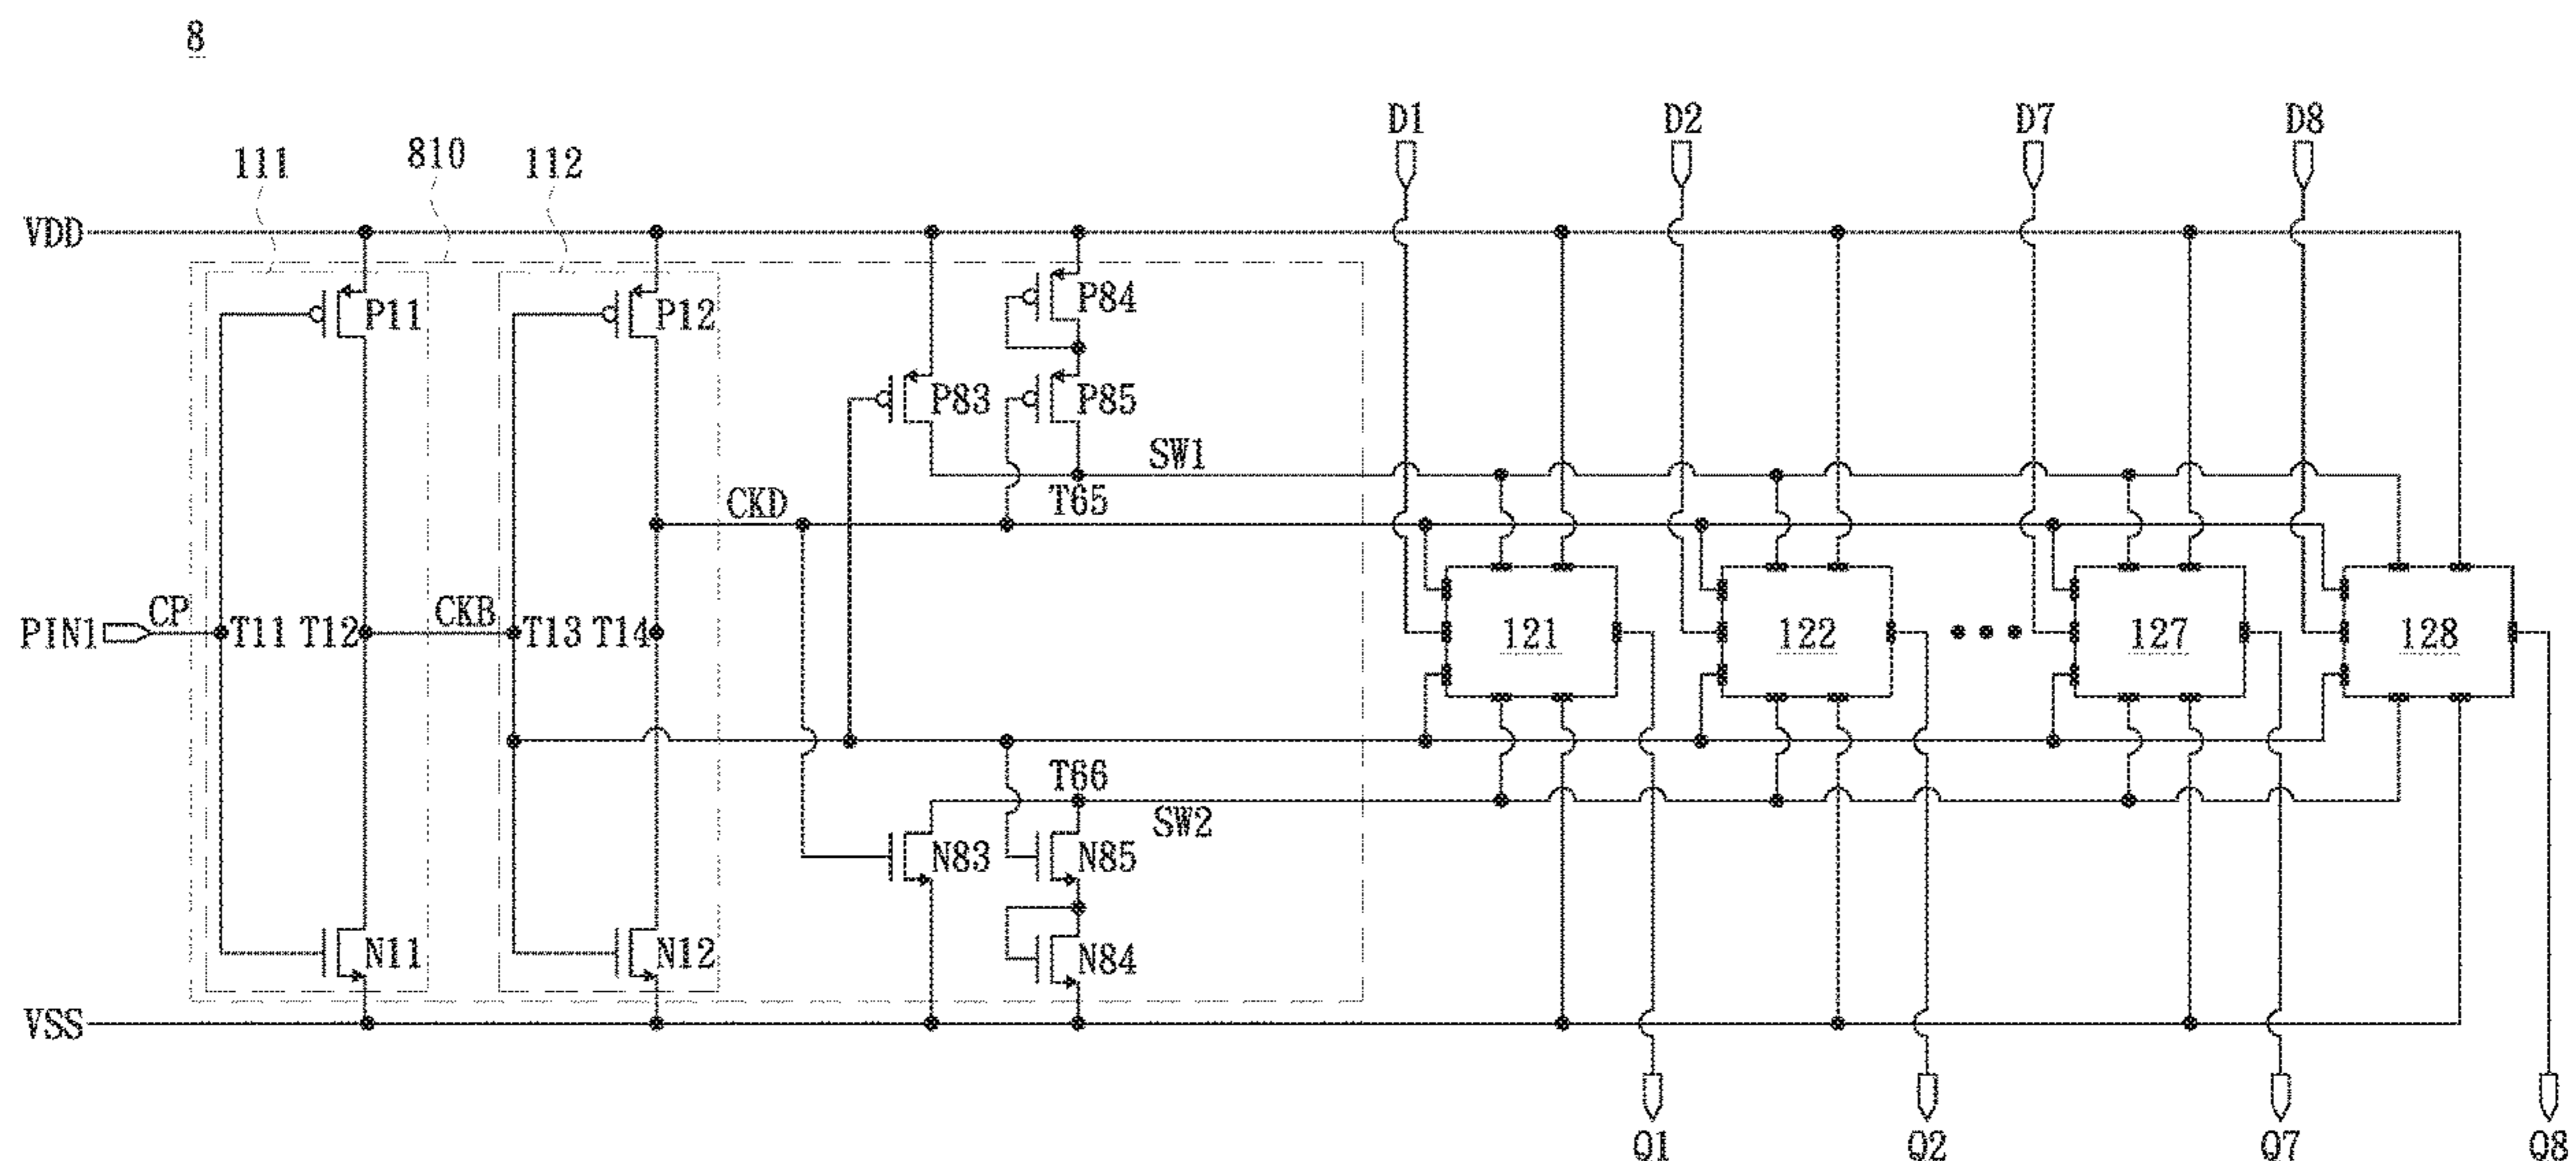 8
D1 D2 D7 D8
111 810 112
VDD
P11 P12 P84
P83 P85
SW1
CKD T65
PIN1 CP T11 T12 CKB T13 T14 121 122 127 128
T66
SW2
N83 N85
N11 N12 N84
VSS
Q1 Q2 Q7 Q8